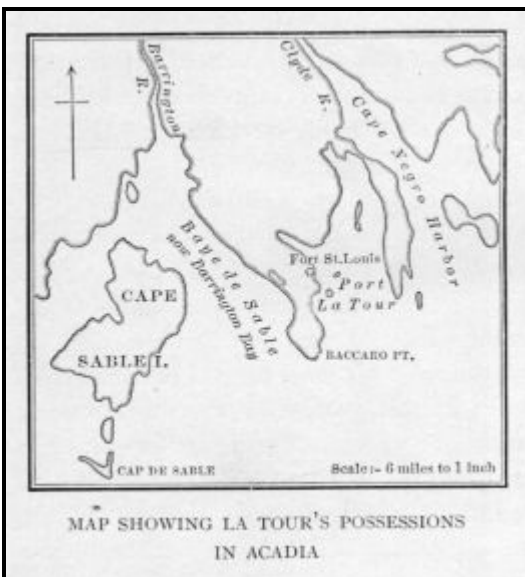 Barrington
R.
Clyde R.
Cape Negro Harbor
Baye de Sable
now Barrington Bay
Fort St. Louis
Port
La Tour
CAPE
SABLE I.
BACCARO PT.
CAP DE SABLE
Scale:- 6 miles to 1 Inch
MAP SHOWING LA TOUR'S POSSESSIONS
IN ACADIA